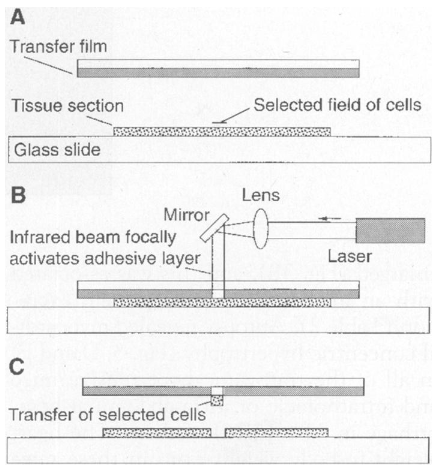 A
Transfer film
Tissue section
Selected field of cells
Glass slide
B
Lens
Mirror
Infrared beam focally
activates adhesive layer
Laser
C
Transfer of selected cells